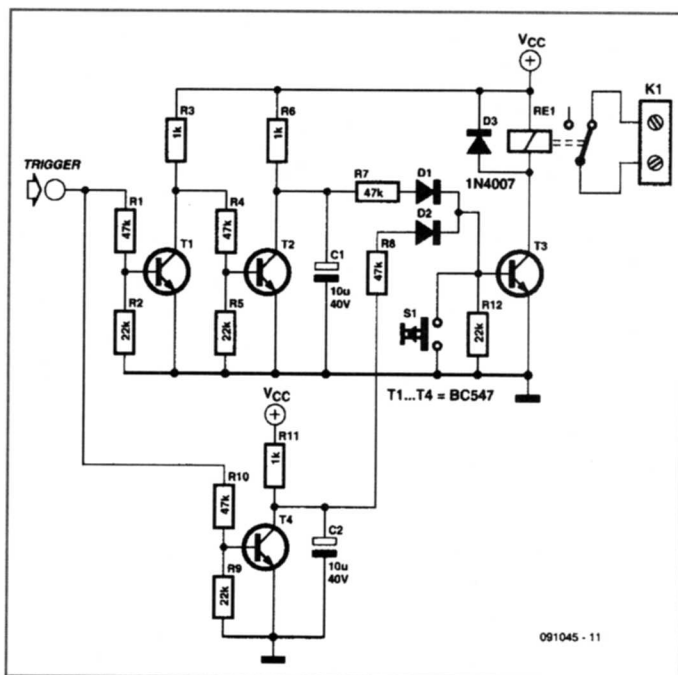 VCC
+
K1
R3
1k
R6
1k
D3
RE1
1N4007
TRIGGER
R1
47k
R4
47k
R7
47k
D1
D2
T1
T2
R8
47k
T3
C1
10u
40V
R2
22k
R5
22k
S1
R12
22k
T1...T4 = BC547
VCC
+
R11
1k
R10
47k
T4
C2
10u
40V
R9
22k
091045 - 11